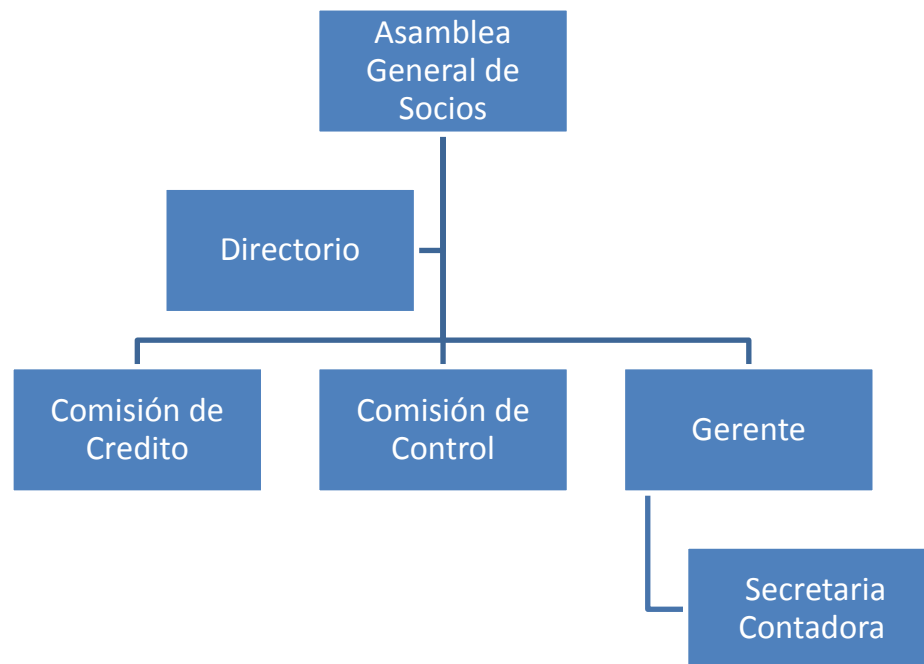 Asamblea
General de
Socios
Directorio
Comisión de
Credito
Comisión de
Control
Gerente
Secretaria
Contadora